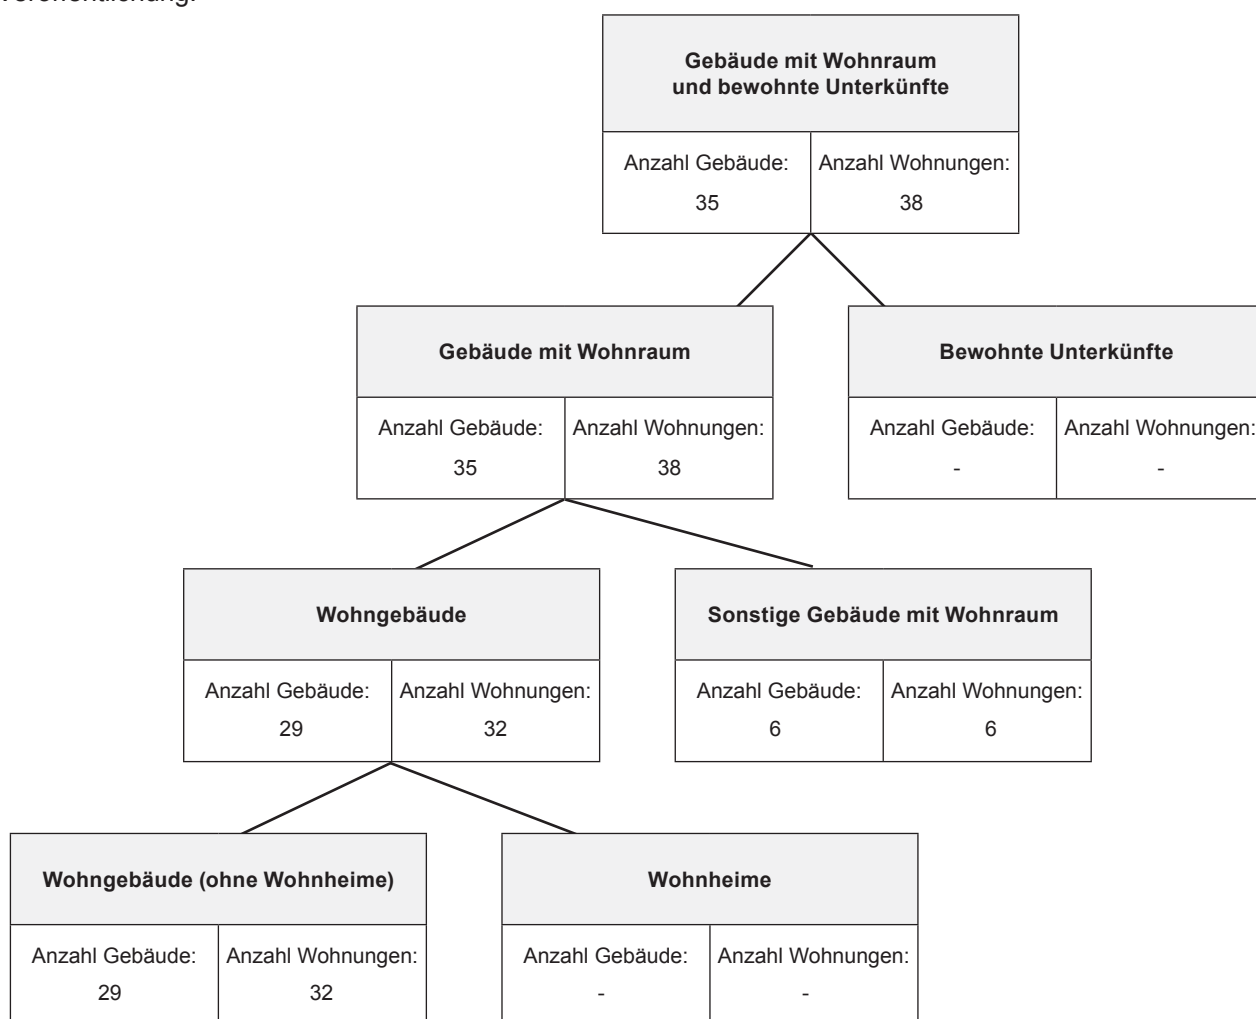 Veröffentlichung.
Gebäude mit Wohnraum
und bewohnte Unterkünfte
Anzahl Gebäude: Anzahl Wohnungen:
35 38
Gebäude mit Wohnraum Bewohnte Unterkünfte
Anzahl Gebäude: Anzahl Wohnungen: Anzahl Gebäude: Anzahl Wohnungen:
35 38 - -
Wohngebäude Sonstige Gebäude mit Wohnraum
Anzahl Gebäude: Anzahl Wohnungen: Anzahl Gebäude: Anzahl Wohnungen:
29 32 6 6
Wohngebäude (ohne Wohnheime) Wohnheime
Anzahl Gebäude: Anzahl Wohnungen: Anzahl Gebäude: Anzahl Wohnungen:
29 32 - -